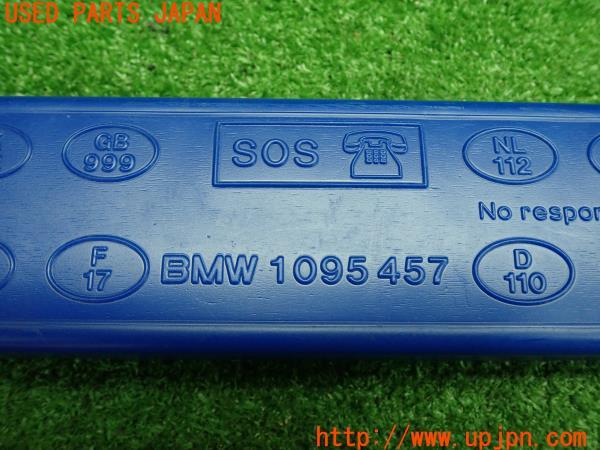 USED PARTS JAPAN
GB
999
SOS
NL
112
No respon
F
17
BMW 1095 457
D
110
http://www.upjpn.com/